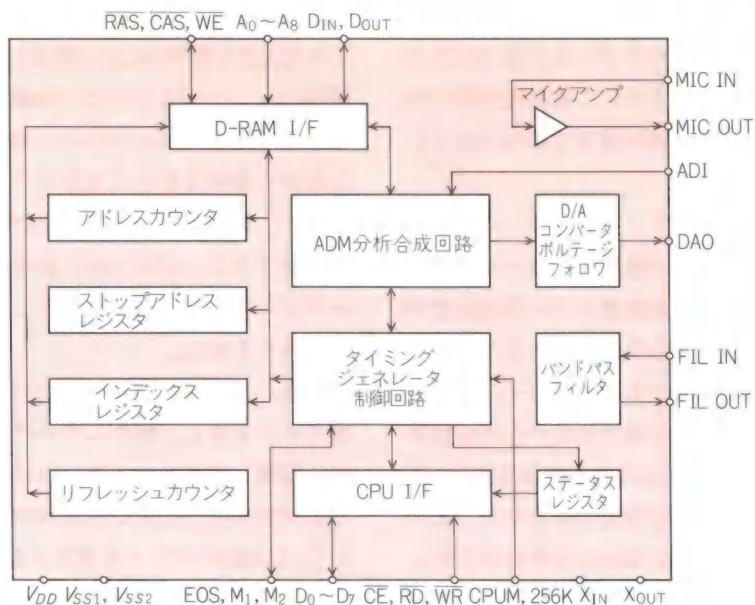 RAS, CAS, WE A0~A8 DIN, DOUT
マイクアンプ
MIC IN
MIC OUT
D-RAM I/F
ADI
アドレスカウンタ
ADM分析合成回路
D/A
コンバータ
ボルテージ
フォロワ
DAO
ストップアドレス
レジスタ
タイミング
ジェネレータ
制御回路
バンドパス
フィルタ
FIL IN
FIL OUT
インデックス
レジスタ
リフレッシュカウンタ
CPU I/F
ステータス
レジスタ
VDD VSS1, VSS2 EOS, M1, M2 D0~D7 CE, RD, WR CPUM, 256K XIN XOUT